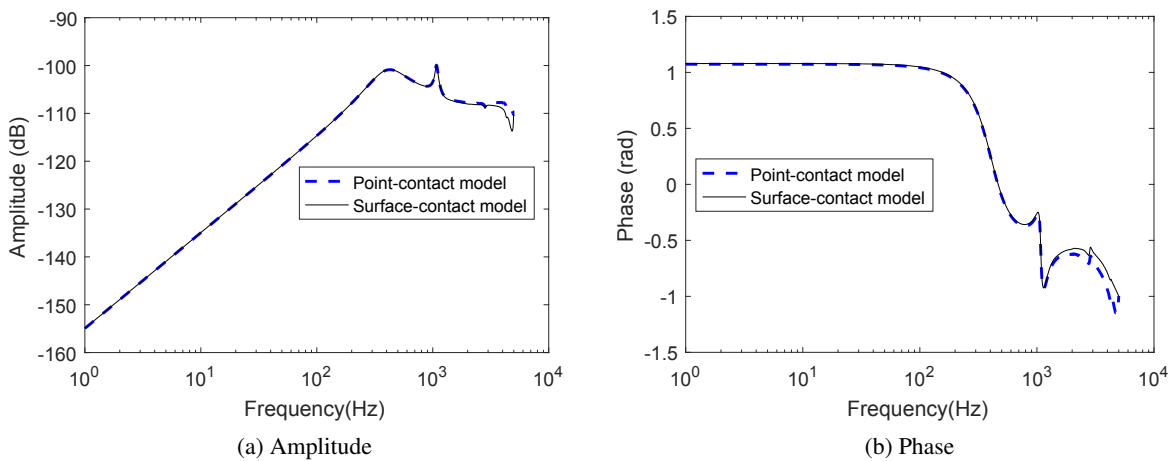 -90
-100
-110
-120
-130
-140
-150
-160
Amplitude (dB)
10^0
10^1
10^2
10^3
10^4
Frequency(Hz)
Point-contact model
Surface-contact model
(a) Amplitude
1.5
1
0.5
0
-0.5
-1
-1.5
Phase (rad)
10^0
10^1
10^2
10^3
10^4
Frequency(Hz)
Point-contact model
Surface-contact model
(b) Phase